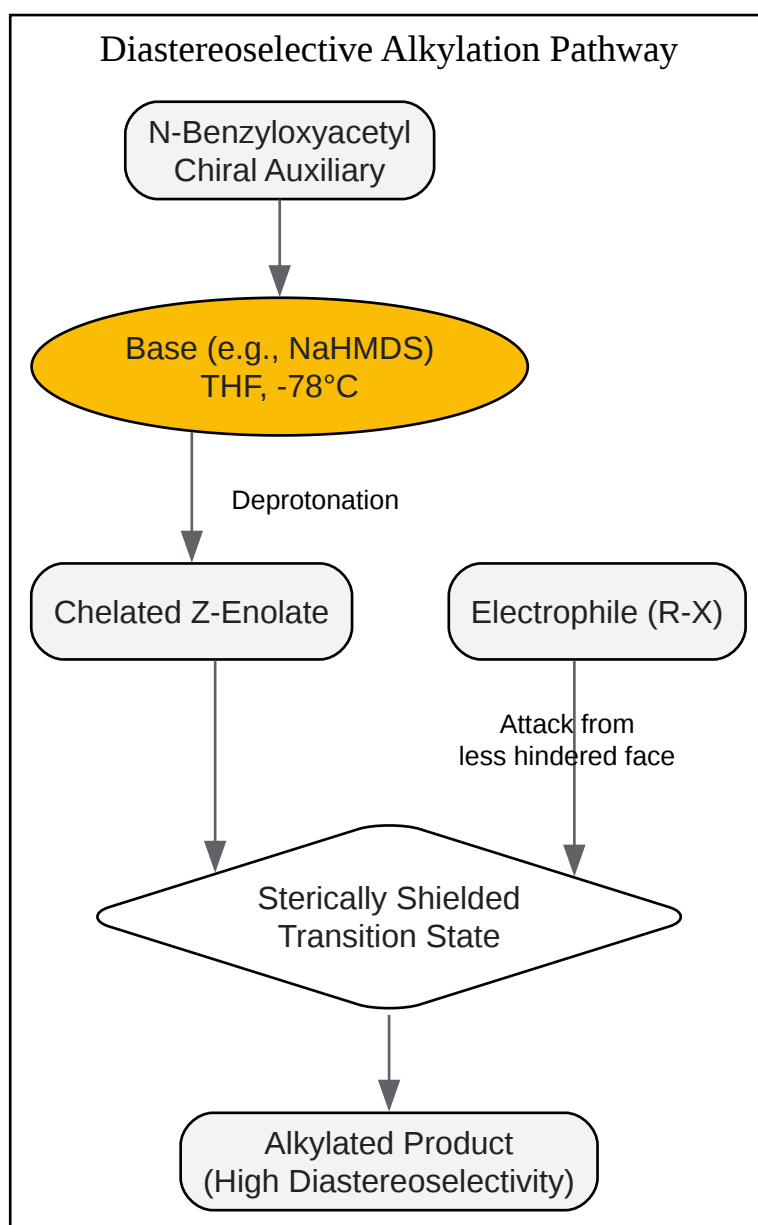 Diastereoselective Alkylation Pathway
N-Benzyloxyacetyl
Chiral Auxiliary
Base (e.g., NaHMDS)
THF, -78°C
Deprotonation
Chelated Z-Enolate
Electrophile (R-X)
Attack from
less hindered face
Sterically Shielded
Transition State
Alkylated Product
(High Diastereoselectivity)